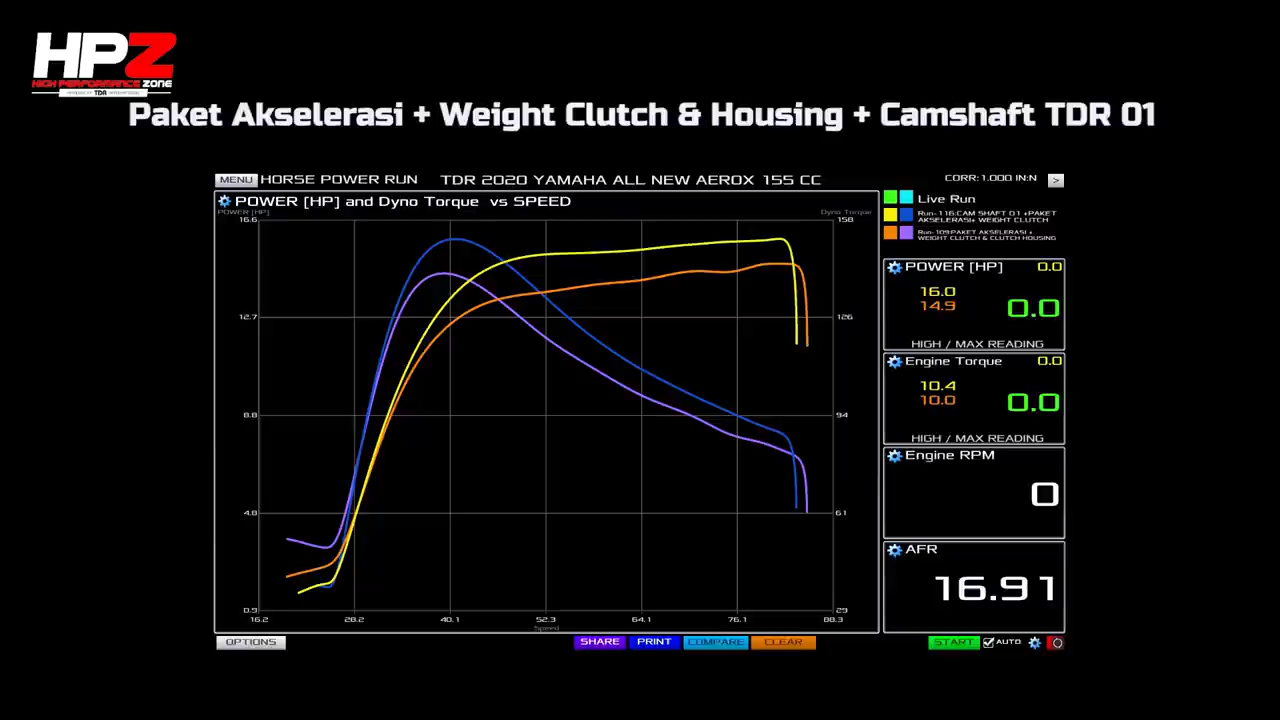 HPZ
HIGH PERFORMANCE ZONE
TDR
Paket Akselerasi + Weight Clutch & Housing + Camshaft TDR 01
MENU HORSE POWER RUN TDR 2020 YAMAHA ALL NEW AEROX 155 CC CORR: 1.000 IN:N >
POWER [HP] and Dyno Torque vs SPEED
POWER [HP] Dyno Torque
16.6 158
12.7 126
8.8 94
4.8 61
0.9 29
16.2 28.2 40.1 52.3 64.1 76.1 88.3
Speed
Live Run
Run- 116:CAM SHAFT 01 +PAKET
AKSELERASI+ WEIGHT CLUTCH
Run- 109:PAKET AKSELERASI +
WEIGHT CLUTCH & CLUTCH HOUSING
POWER [HP] 0.0
16.0
14.9
0.0
HIGH / MAX READING
Engine Torque 0.0
10.4
10.0
0.0
HIGH / MAX READING
Engine RPM
0
AFR
16.91
OPTIONS SHARE PRINT COMPARE CLEAR START AUTO